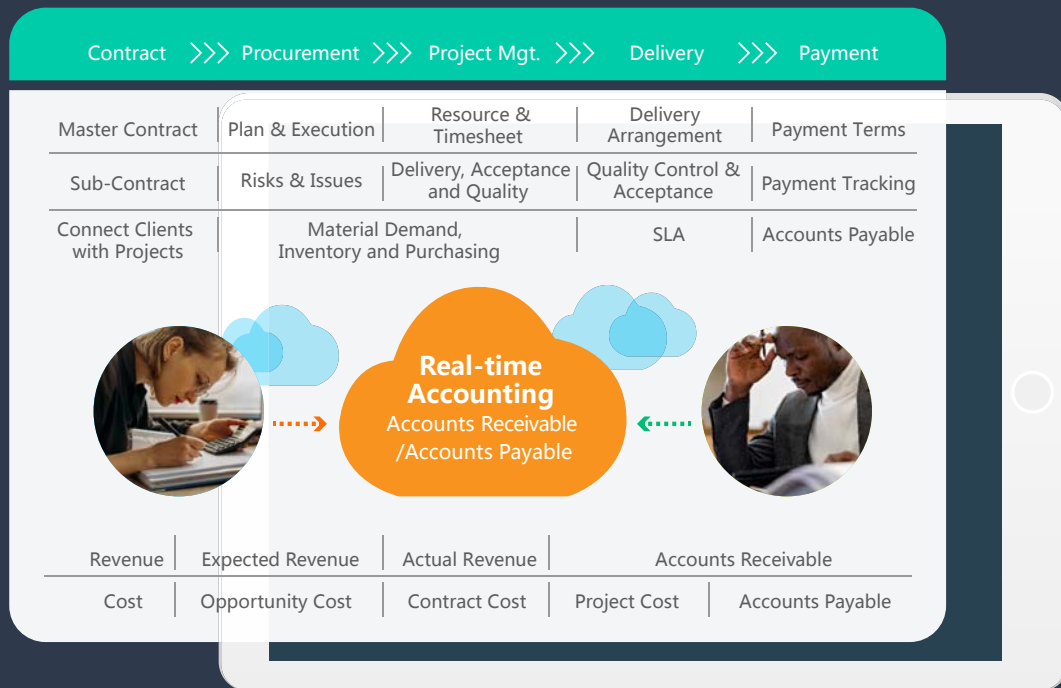 Contract >>> Procurement >>> Project Mgt. >>> Delivery >>> Payment
Master Contract | Plan & Execution | Resource & Timesheet | Delivery Arrangement | Payment Terms
Sub-Contract | Risks & Issues | Delivery, Acceptance and Quality | Quality Control & Acceptance | Payment Tracking
Connect Clients with Projects | Material Demand, Inventory and Purchasing | SLA | Accounts Payable
Real-time
Accounting
Accounts Receivable
/Accounts Payable
Revenue | Expected Revenue | Actual Revenue | Accounts Receivable
Cost | Opportunity Cost | Contract Cost | Project Cost | Accounts Payable